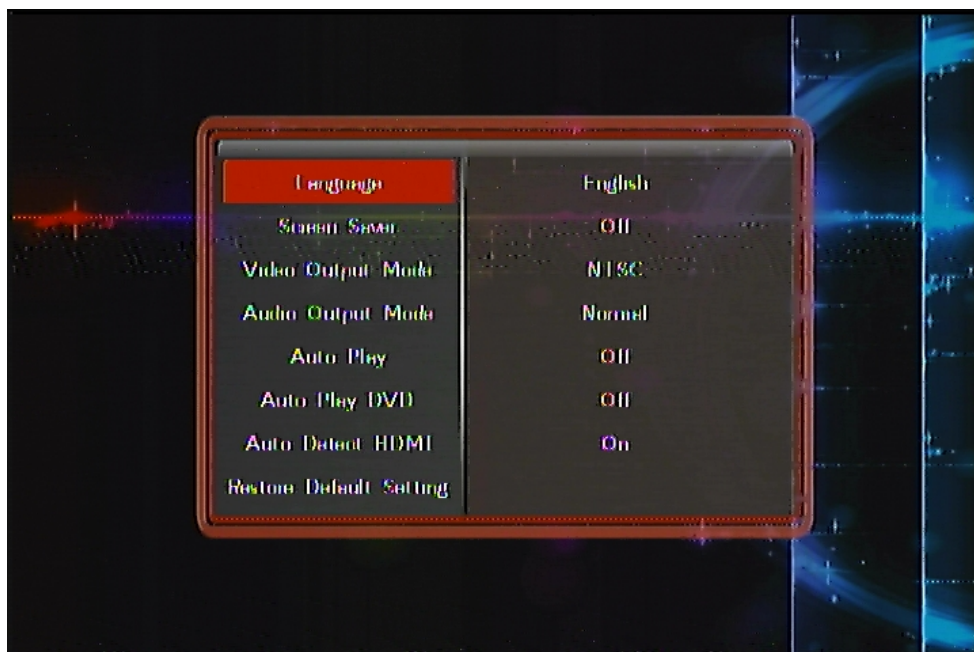 Language English
Screen Saver Off
Video Output Mode NTSC
Audio Output Mode Normal
Auto Play Off
Auto Play DVD Off
Auto Detect HDMI On
Restore Default Setting